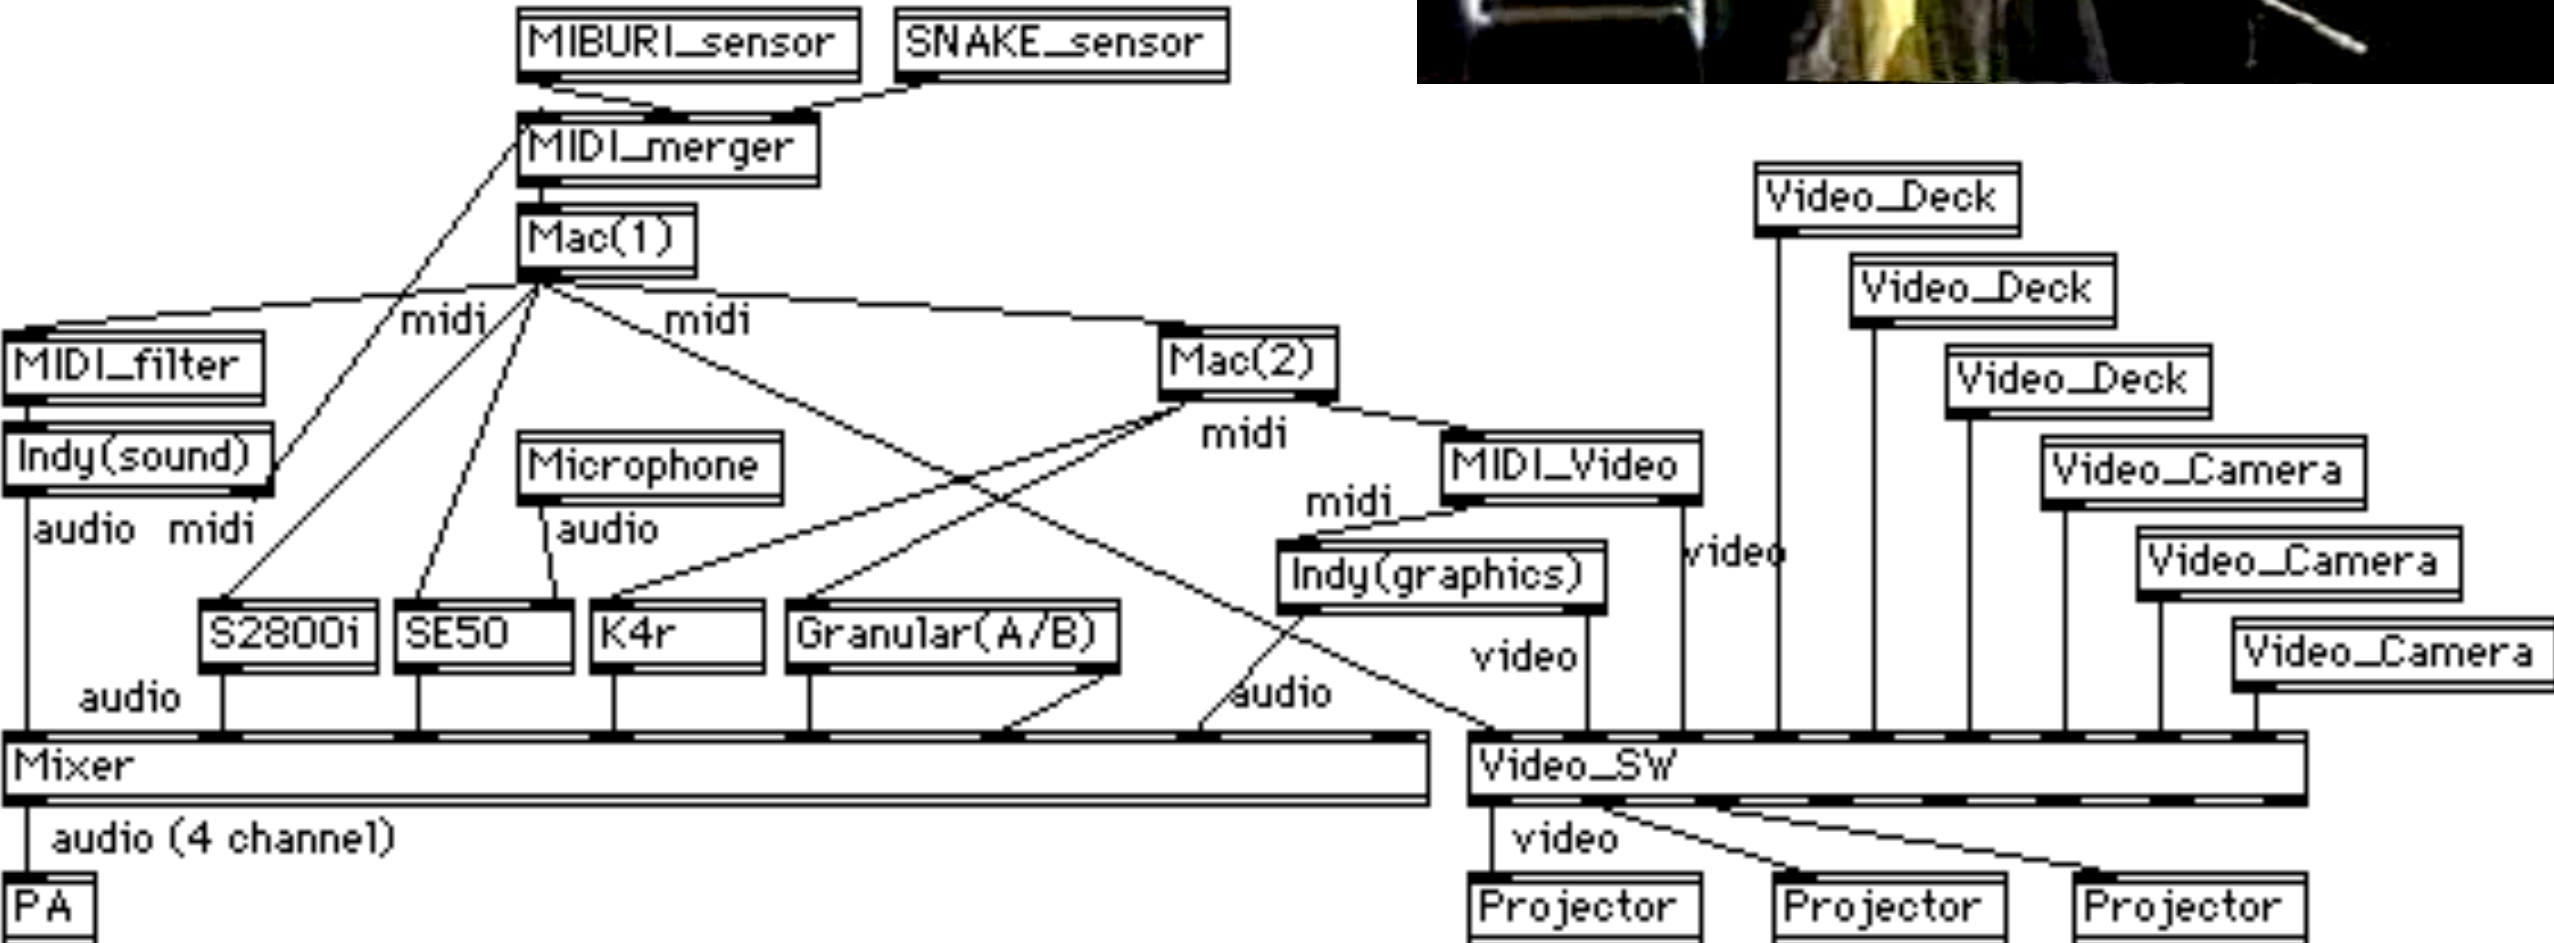 MIBURI_sensor
SNAKE_sensor
MIDI_merger
Mac(1)
Video_Deck
Video_Deck
midi
midi
MIDI_filter
Mac(2)
Video_Deck
Indy(sound)
Microphone
midi
MIDI_Video
Video_Camera
audio
midi
audio
midi
Indy(graphics)
video
Video_Camera
S2800i
SE50
K4r
Granular(A/B)
video
Video_Camera
audio
audio
Mixer
Video_SW
audio (4 channel)
video
PA
Projector
Projector
Projector